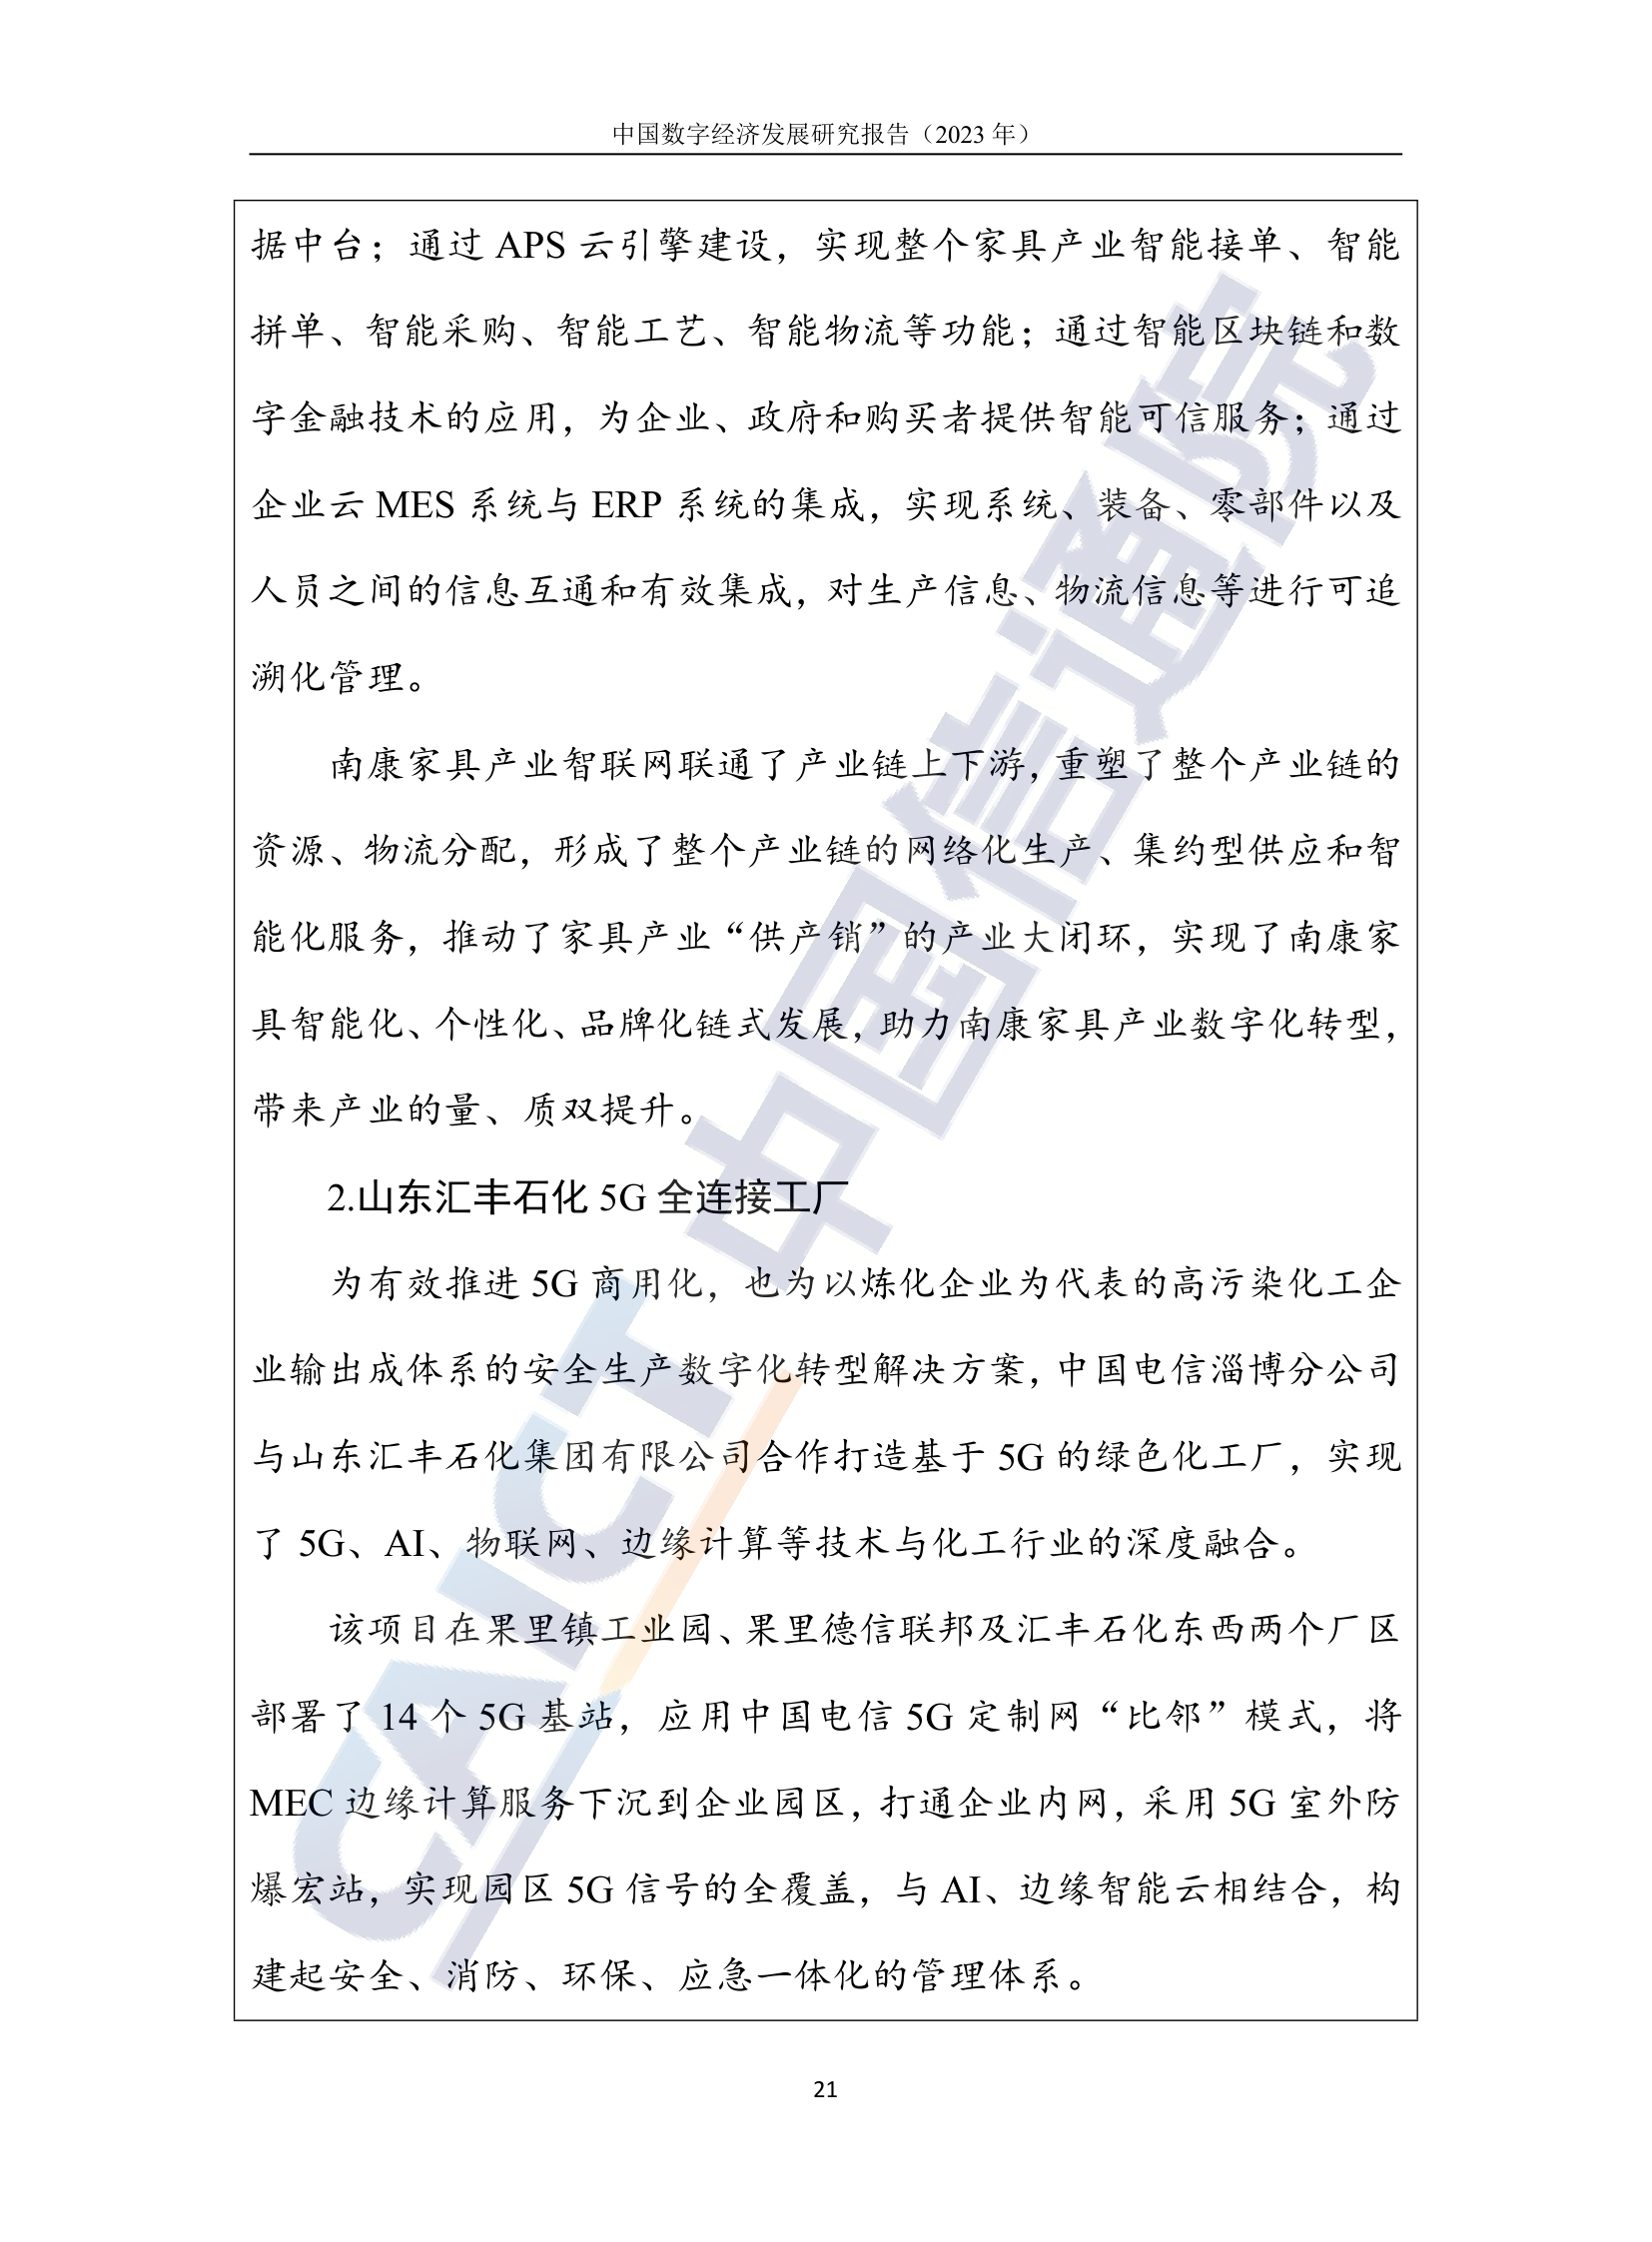 中国数字经济发展研究报告（2023 年）
据中台；通过 APS 云引擎建设，实现整个家具产业智能接单、智能
拼单、智能采购、智能工艺、智能物流等功能；通过智能区块链和数
字金融技术的应用，为企业、政府和购买者提供智能可信服务；通过
企业云 MES 系统与 ERP 系统的集成，实现系统、装备、零部件以及
人员之间的信息互通和有效集成，对生产信息、物流信息等进行可追
溯化管理。
南康家具产业智联网联通了产业链上下游，重塑了整个产业链的
资源、物流分配，形成了整个产业链的网络化生产、集约型供应和智
能化服务，推动了家具产业“供产销”的产业大闭环，实现了南康家
具智能化、个性化、品牌化链式发展，助力南康家具产业数字化转型，
带来产业的量、质双提升。
2.山东汇丰石化 5G 全连接工厂
为有效推进 5G 商用化，也为以炼化企业为代表的高污染化工企
业输出成体系的安全生产数字化转型解决方案，中国电信淄博分公司
与山东汇丰石化集团有限公司合作打造基于 5G 的绿色化工厂，实现
了 5G、AI、物联网、边缘计算等技术与化工行业的深度融合。
该项目在果里镇工业园、果里德信联邦及汇丰石化东西两个厂区
部署了 14 个 5G 基站，应用中国电信 5G 定制网“比邻”模式，将
MEC 边缘计算服务下沉到企业园区，打通企业内网，采用 5G 室外防
爆宏站，实现园区 5G 信号的全覆盖，与 AI、边缘智能云相结合，构
建起安全、消防、环保、应急一体化的管理体系。
CAICT 中国信通院
21